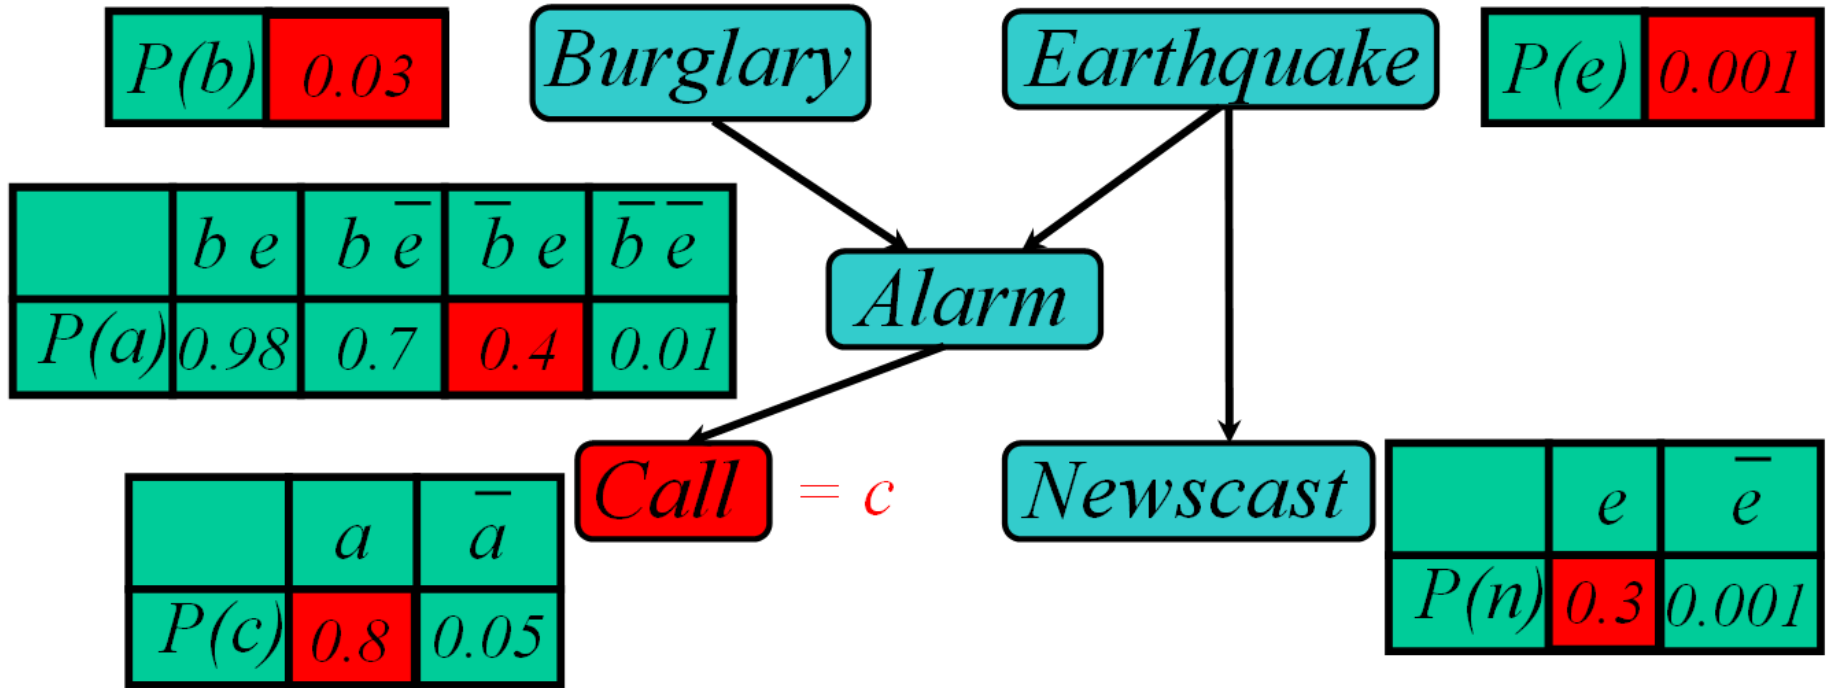 P(b) 0.03
Burglary
Earthquake
P(e) 0.001
b e b e̅ b̅ e b̅ e̅
P(a) 0.98 0.7 0.4 0.01
Alarm
Call = c
Newscast
a a̅
P(c) 0.8 0.05
e e̅
P(n) 0.3 0.001